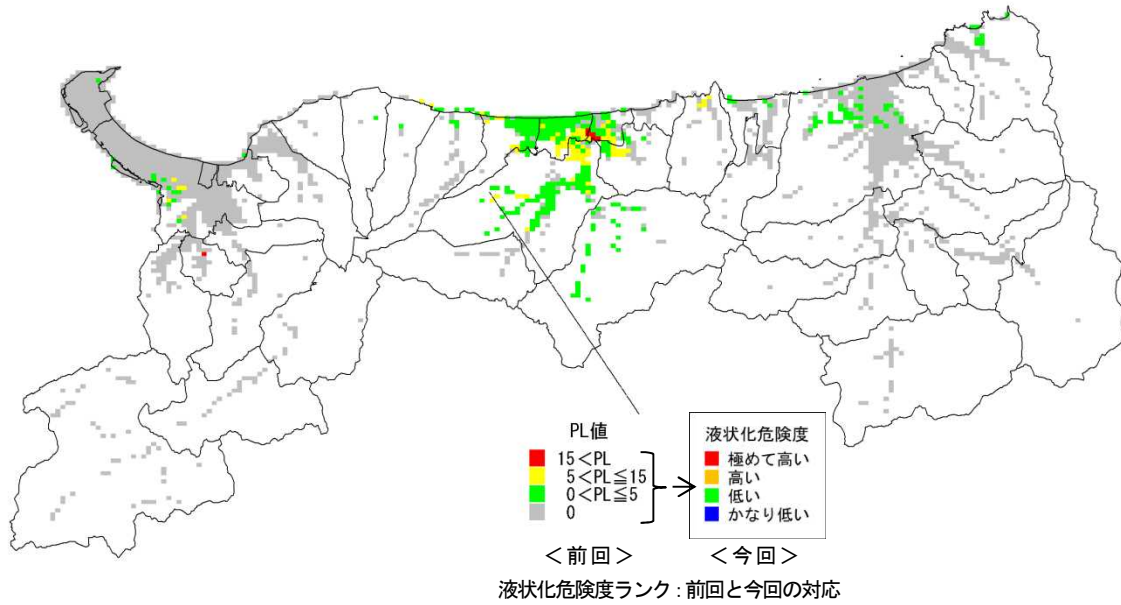 PL値
15<PL
5<PL≦15
0<PL≦5
0
液状化危険度
極めて高い
高い
低い
かなり低い
<前回>
<今回>
液状化危険度ランク:前回と今回の対応